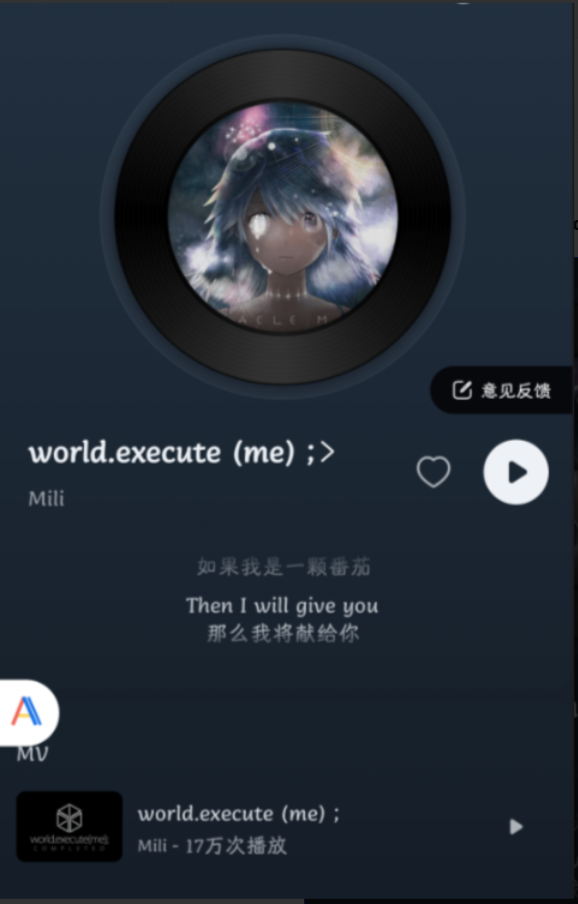 ACLE M
意见反馈
world.execute (me) ;>
Mili
如果我是一颗番茄
Then I will give you
那么我将献给你
A
MV
world.execute(me);
COMPLETED
world.execute (me) ;
Mili - 17万次播放